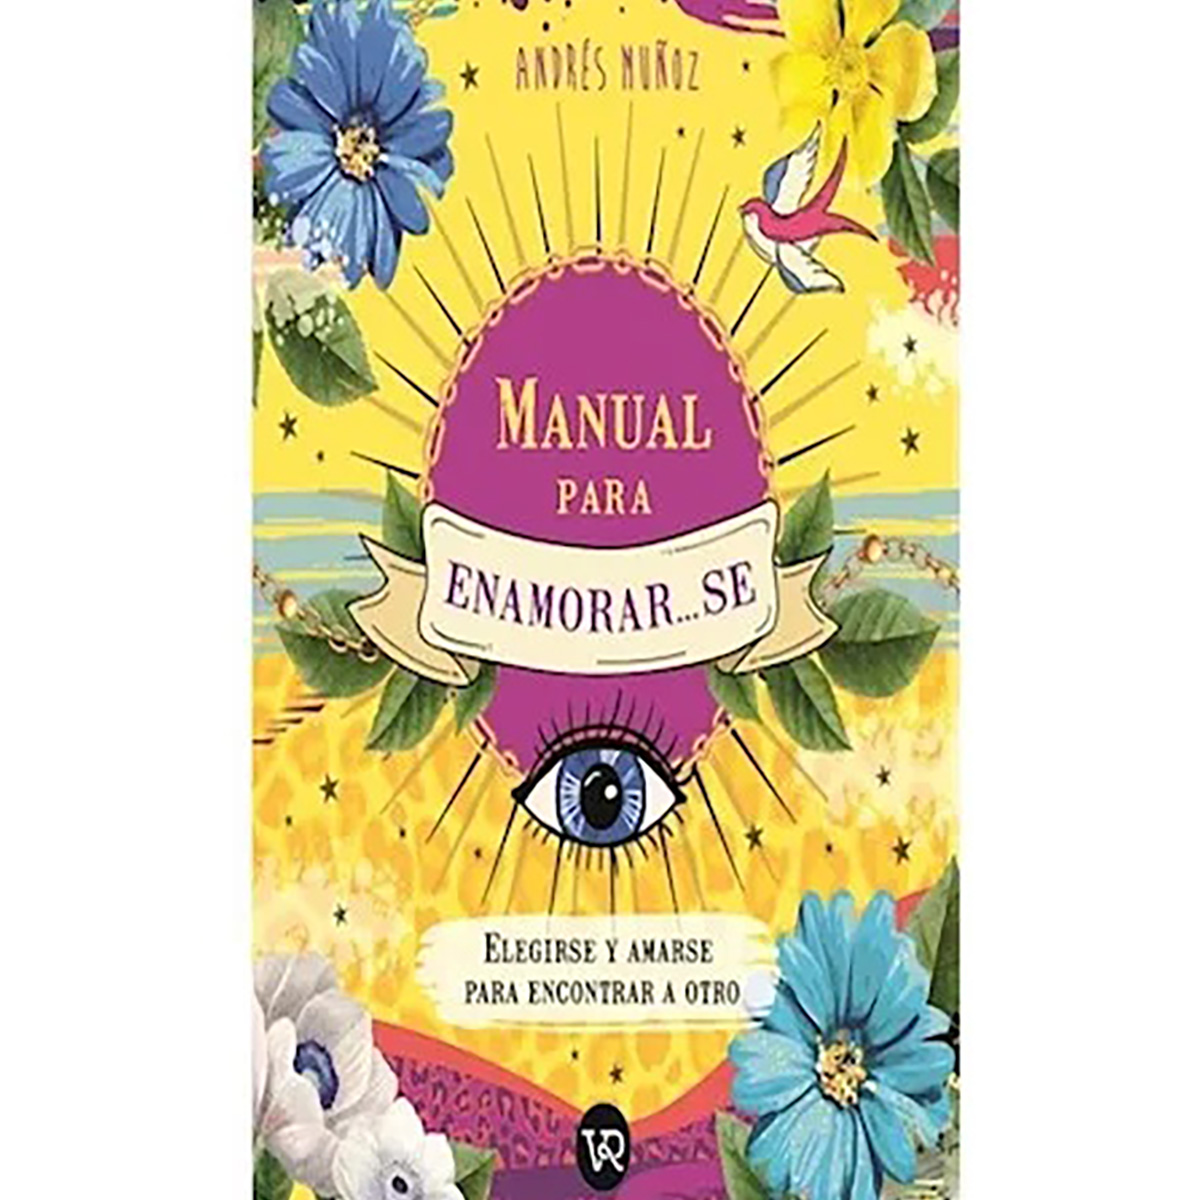 ANDRÉS MUÑOZ
MANUAL
PARA
ENAMORAR...SE
ELEGIRSE Y AMARSE
PARA ENCONTRAR A OTRO
VR